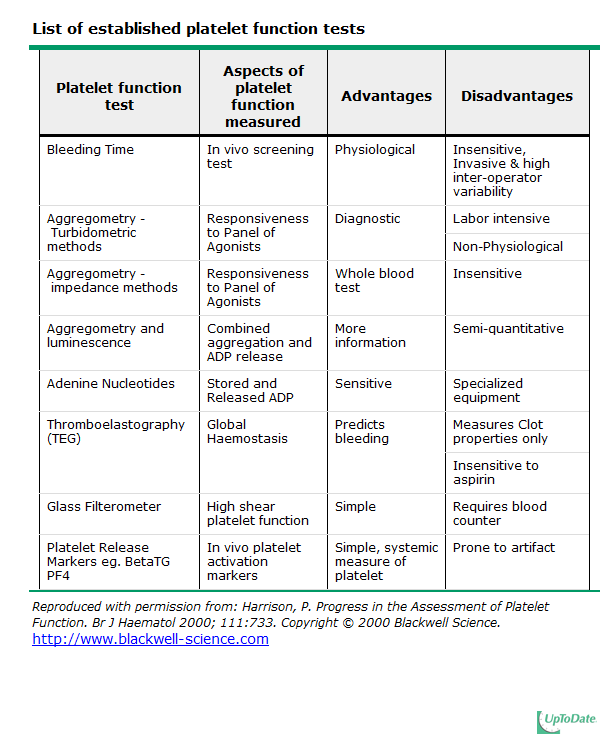 List of established platelet function tests
Platelet function
test
Aspects of
platelet
function
measured
Advantages
Disadvantages
Bleeding Time
In vivo screening
test
Physiological
Insensitive,
Invasive & high
inter-operator
variability
Aggregometry -
Turbidometric
methods
Responsiveness
to Panel of
Agonists
Diagnostic
Labor intensive
Non-Physiological
Aggregometry -
impedance methods
Responsiveness
to Panel of
Agonists
Whole blood
test
Insensitive
Aggregometry and
luminescence
Combined
aggregation and
ADP release
More
information
Semi-quantitative
Adenine Nucleotides
Stored and
Released ADP
Sensitive
Specialized
equipment
Thromboelastography
(TEG)
Global
Haemostasis
Predicts
bleeding
Measures Clot
properties only
Insensitive to
aspirin
Glass Filterometer
High shear
platelet function
Simple
Requires blood
counter
Platelet Release
Markers eg. BetaTG
PF4
In vivo platelet
activation
markers
Simple, systemic
measure of
platelet
Prone to artifact
Reproduced with permission from: Harrison, P. Progress in the Assessment of Platelet
Function. Br J Haematol 2000; 111:733. Copyright © 2000 Blackwell Science.
http://www.blackwell-science.com
UpToDate